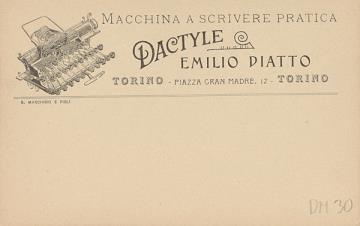 MACCHINA A SCRIVERE PRATICA
DACTYLE
EMILIO PIATTO
TORINO - PIAZZA GRAN MADRE, 12 - TORINO
G. MARCHISIO E FIGLI
DM 30